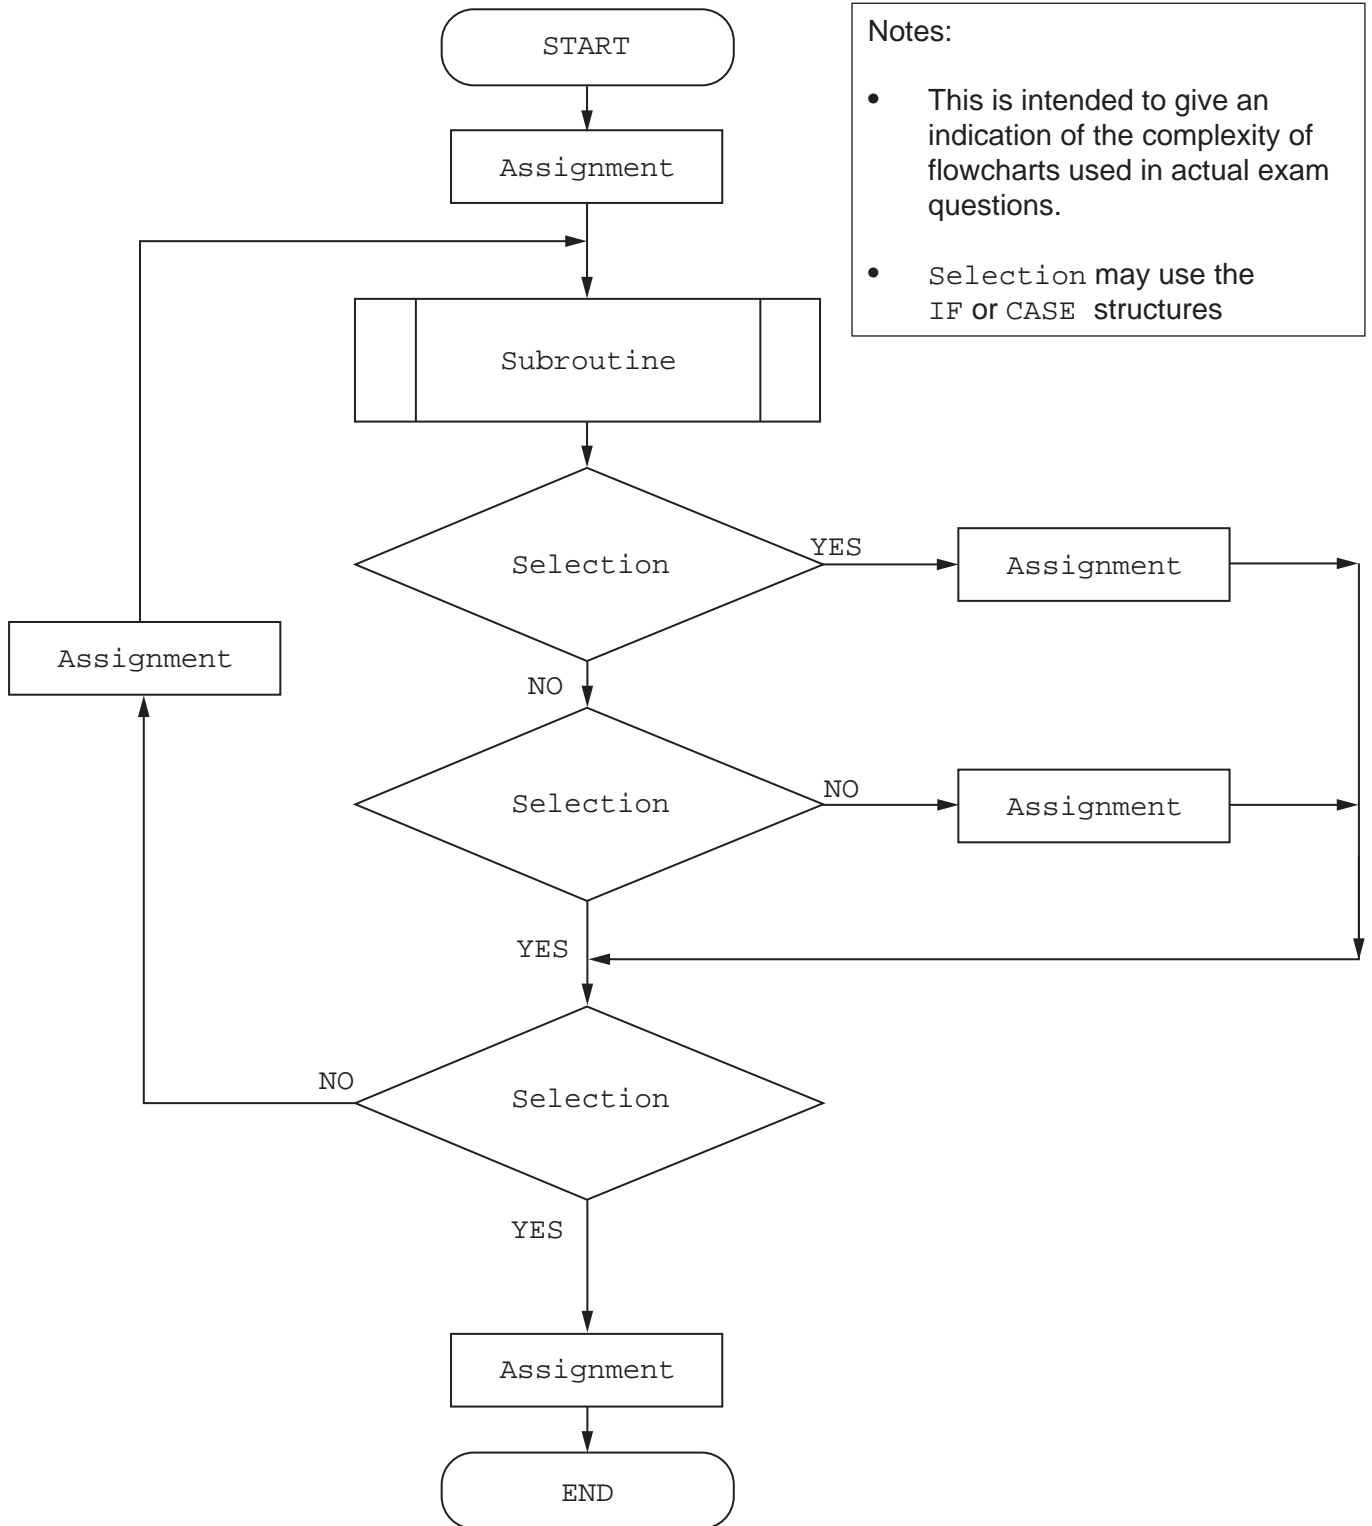 START
Notes:
• This is intended to give an
indication of the complexity of
flowcharts used in actual exam
questions.
• Selection may use the
IF or CASE structures
Assignment
Subroutine
Selection
YES
Assignment
Assignment
NO
Selection
NO
Assignment
YES
NO
Selection
YES
Assignment
END